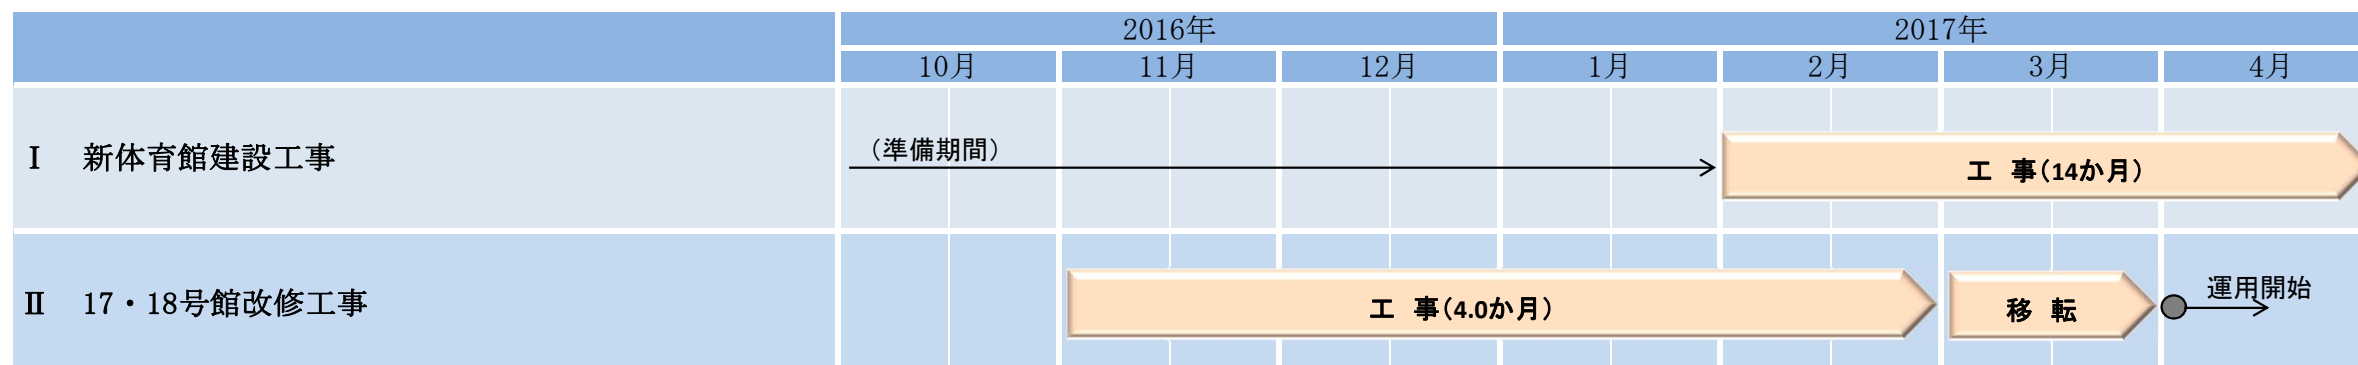 2016年 2017年
10月 11月 12月 1月 2月 3月 4月
Ⅰ 新体育館建設工事 （準備期間） 工 事（14か月）
Ⅱ 17・18号館改修工事 工 事（4.0か月） 移 転 運用開始